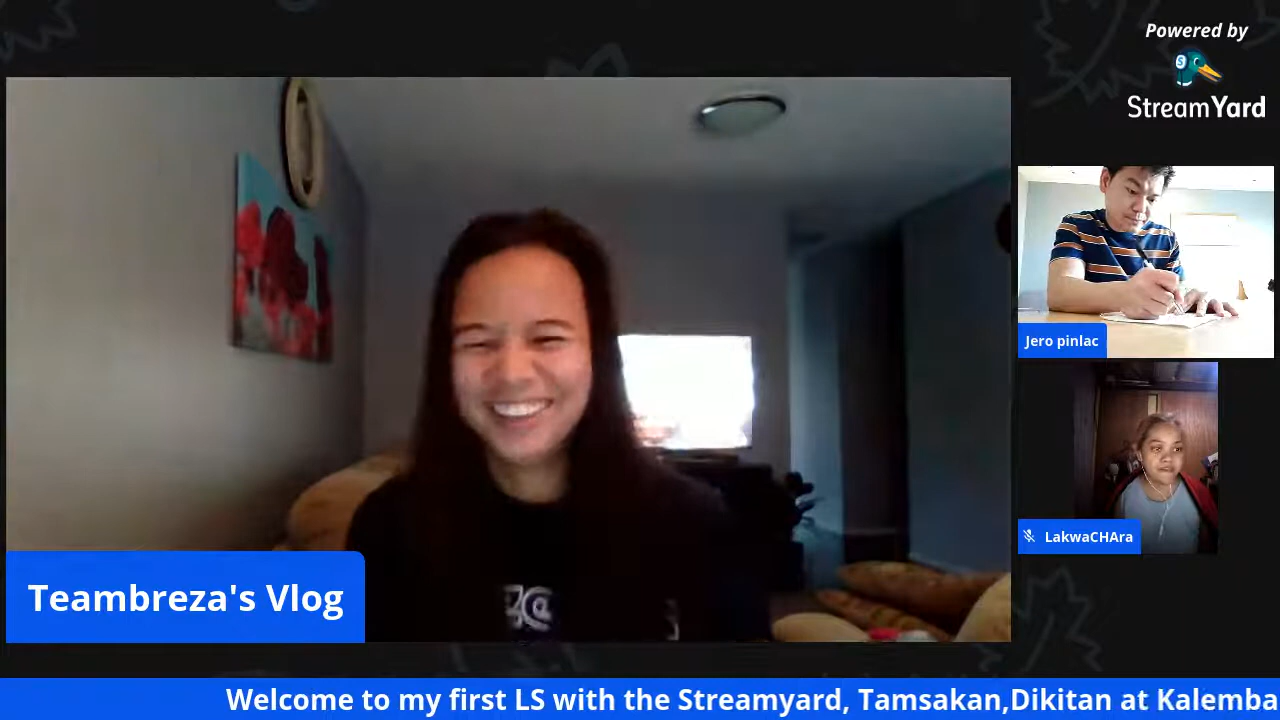 Powered by
StreamYard
Jero pinlac
LakwaCHAra
Teambreza's Vlog
Welcome to my first LS with the Streamyard, Tamsakan,Dikitan at Kalemba